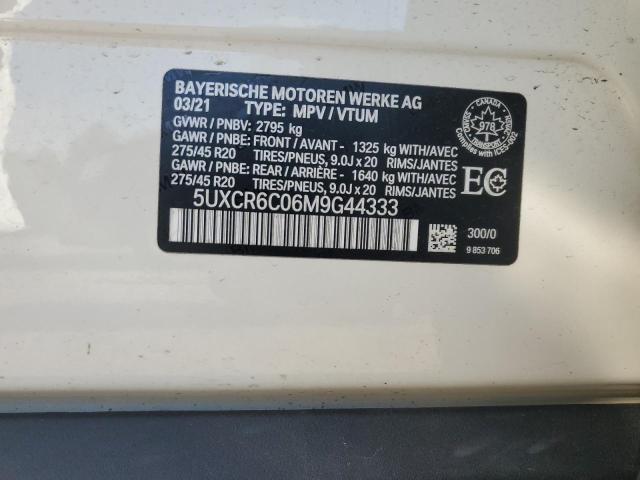 BAYERISCHE MOTOREN WERKE AG
03/21 TYPE: MPV / VTUM
GVWR / PNBV: 2795 kg
GAWR / PNBE: FRONT / AVANT - 1325 kg WITH/AVEC
275/45 R20 TIRES/PNEUS, 9.0J x 20 RIMS/JANTES
GAWR / PNBE: REAR / ARRIÈRE - 1640 kg WITH/AVEC
275/45 R20 TIRES/PNEUS, 9.0J x 20 RIMS/JANTES
5UXCR6C06M9G44333
CANADA
978
TRANSPORT
Complies with ICES-002
EC
300/0
9 853 706